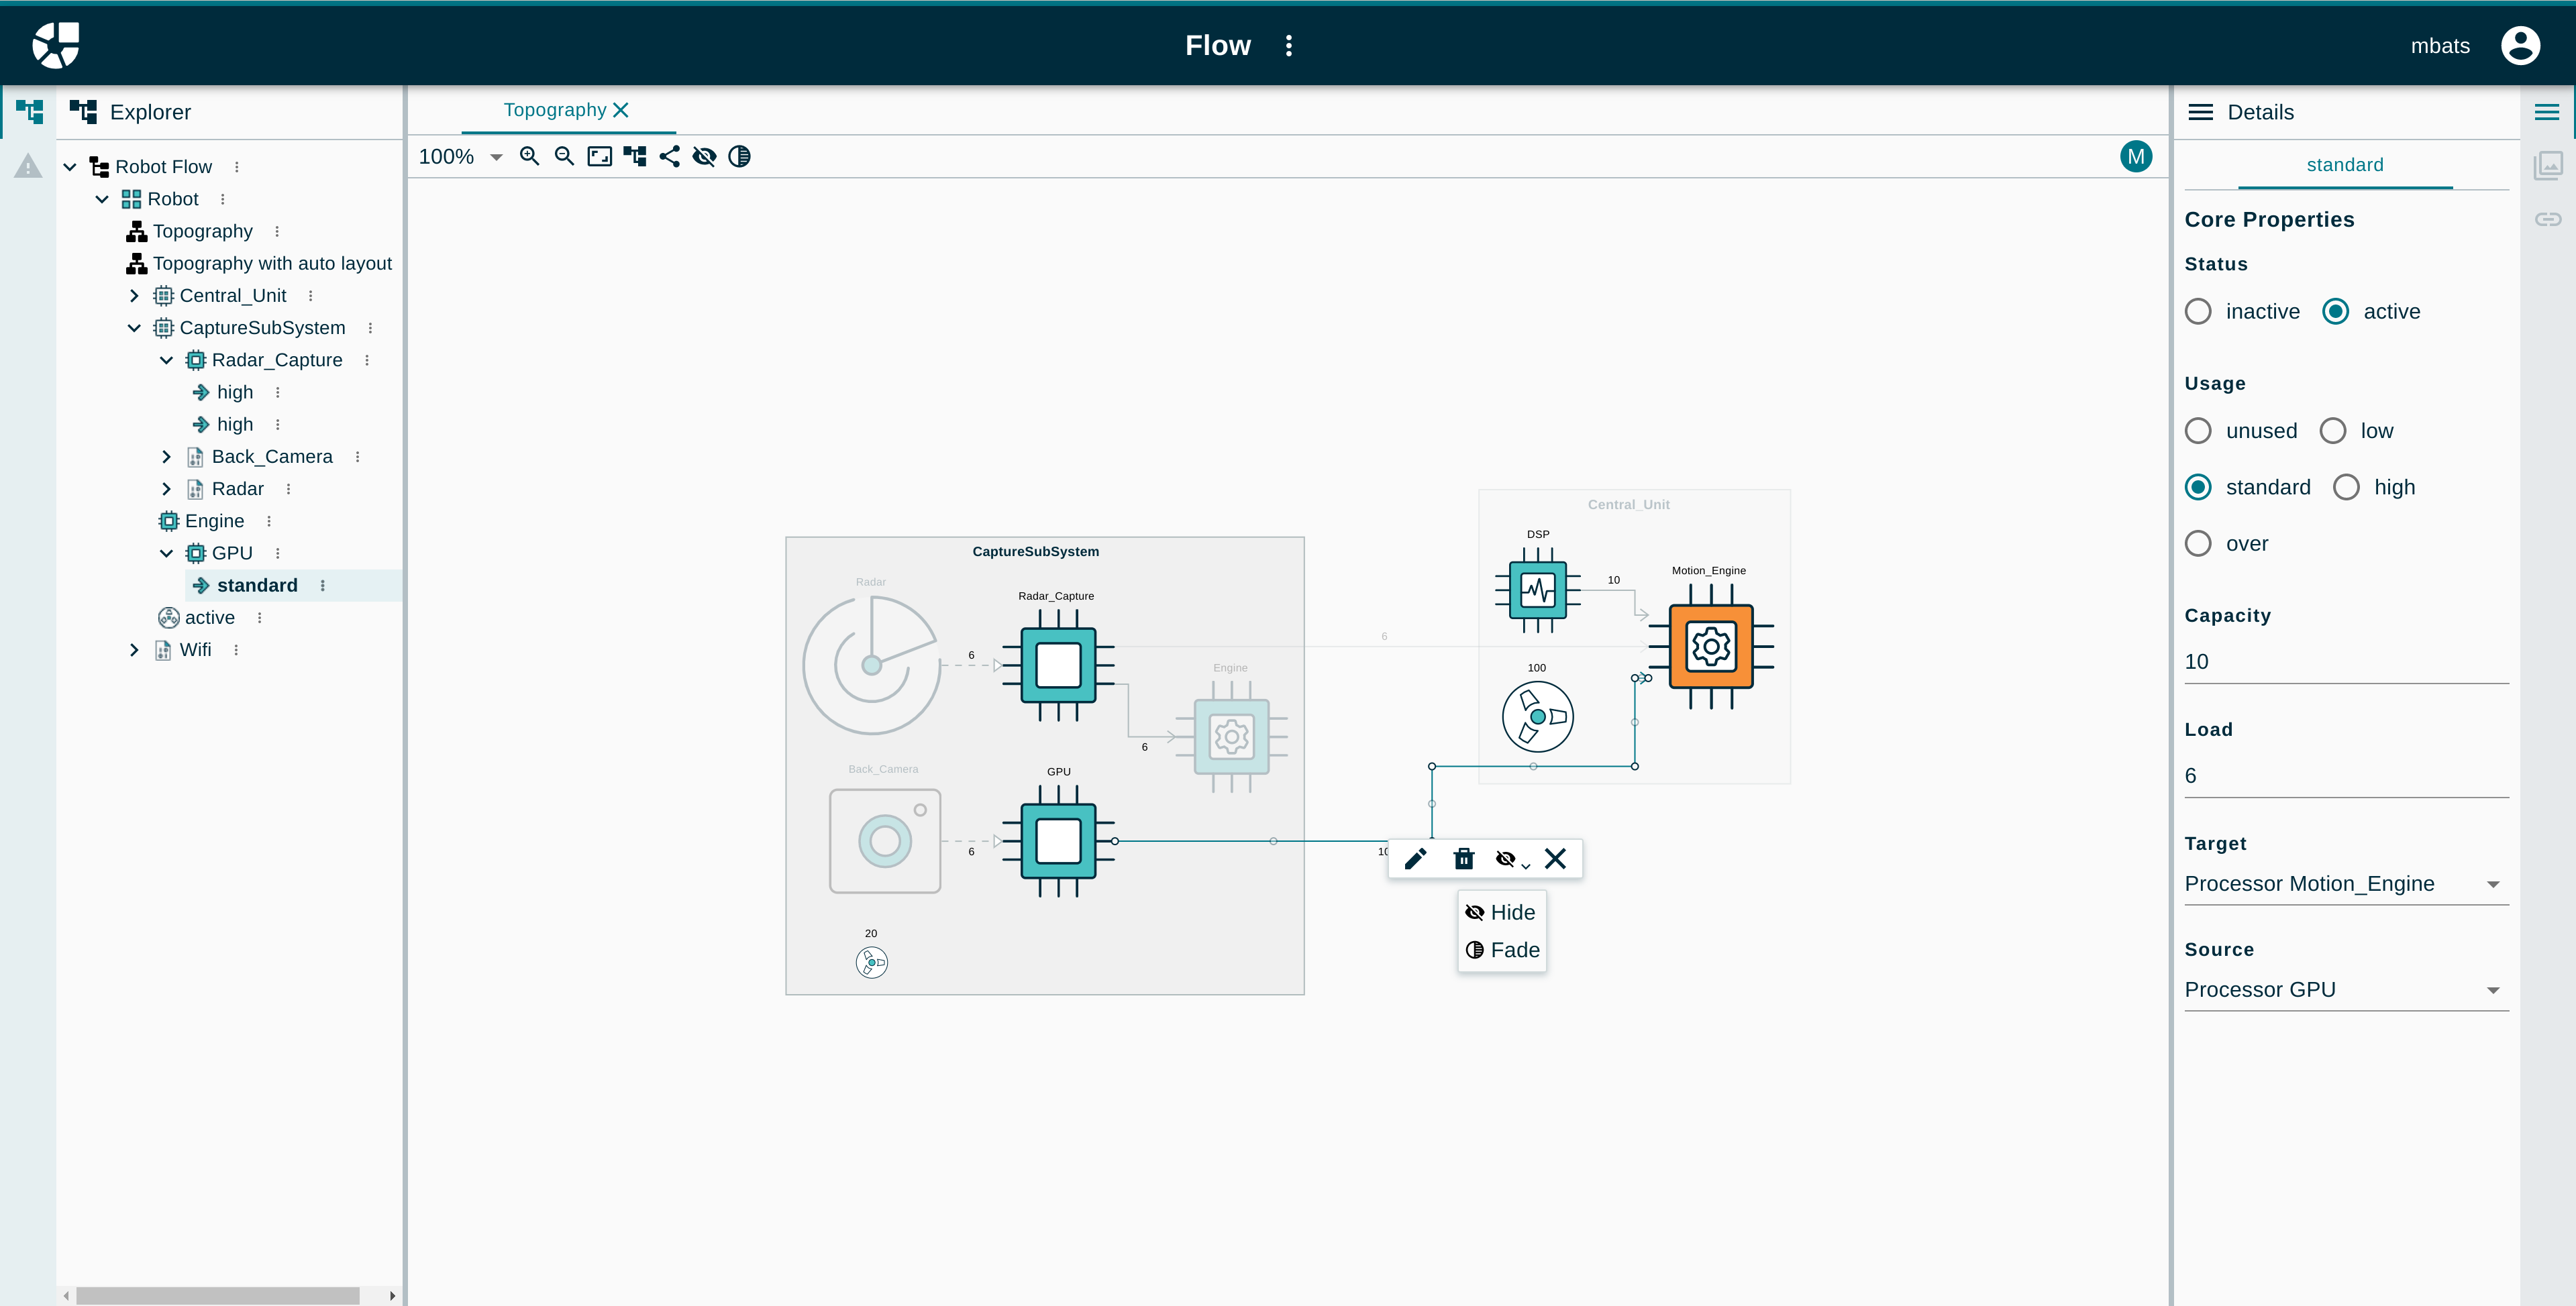 Flow
mbats
Explorer
Robot Flow
Robot
Topography
Topography with auto layout
Central_Unit
CaptureSubSystem
Radar_Capture
high
high
Back_Camera
Radar
Engine
GPU
standard
active
Wifi
Topography
100%
M
Central_Unit
DSP
10
Motion_Engine
100
CaptureSubSystem
Radar
Radar_Capture
6
6
Engine
6
Back_Camera
GPU
6
10
20
Hide
Fade
Details
standard
Core Properties
Status
inactive active
Usage
unused low
standard high
over
Capacity
10
Load
6
Target
Processor Motion_Engine
Source
Processor GPU